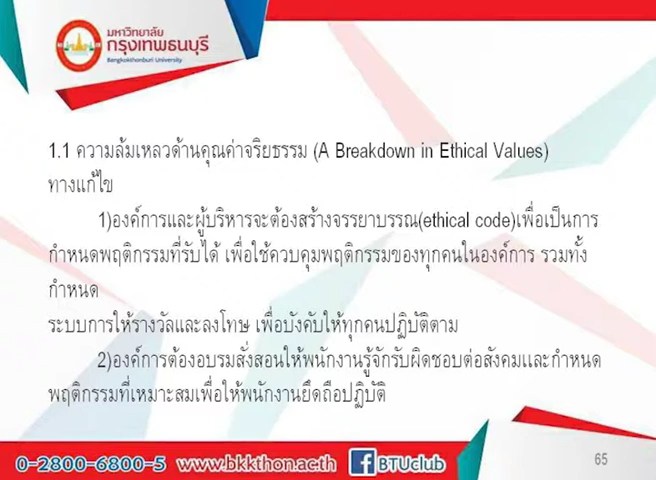 มหาวิทยาลัย
กรุงเทพธนบุรี
Bangkokthonburi University
1.1 ความล้มเหลวด้านคุณค่าจริยธรรม (A Breakdown in Ethical Values)
ทางแก้ไข
1)องค์การและผู้บริหารจะต้องสร้างจรรยาบรรณ(ethical code)เพื่อเป็นการ
กำหนดพฤติกรรมที่รับได้ เพื่อใช้ควบคุมพฤติกรรมของทุกคนในองค์การ รวมทั้ง
กำหนด
ระบบการให้รางวัลและลงโทษ เพื่อบังคับให้ทุกคนปฏิบัติตาม
2)องค์การต้องอบรมสั่งสอนให้พนักงานรู้จักรับผิดชอบต่อสังคมและกำหนด
พฤติกรรมที่เหมาะสมเพื่อให้พนักงานยึดถือปฏิบัติ
0-2800-6800-5 www.bkkthon.ac.th f BTUclub
65